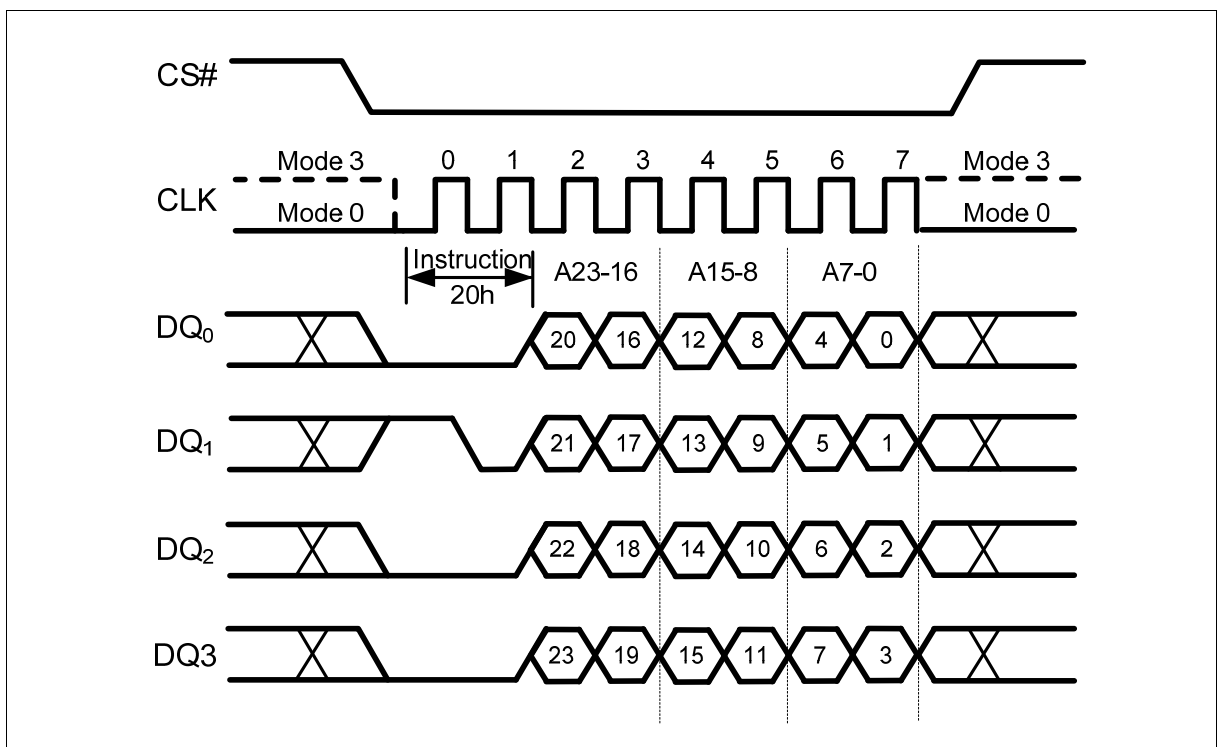 CS#
Mode 3 0 1 2 3 4 5 6 7 Mode 3
CLK
Mode 0 Mode 0
Instruction A23-16 A15-8 A7-0
20h
DQ0 20 16 12 8 4 0
DQ1 21 17 13 9 5 1
DQ2 22 18 14 10 6 2
DQ3 23 19 15 11 7 3